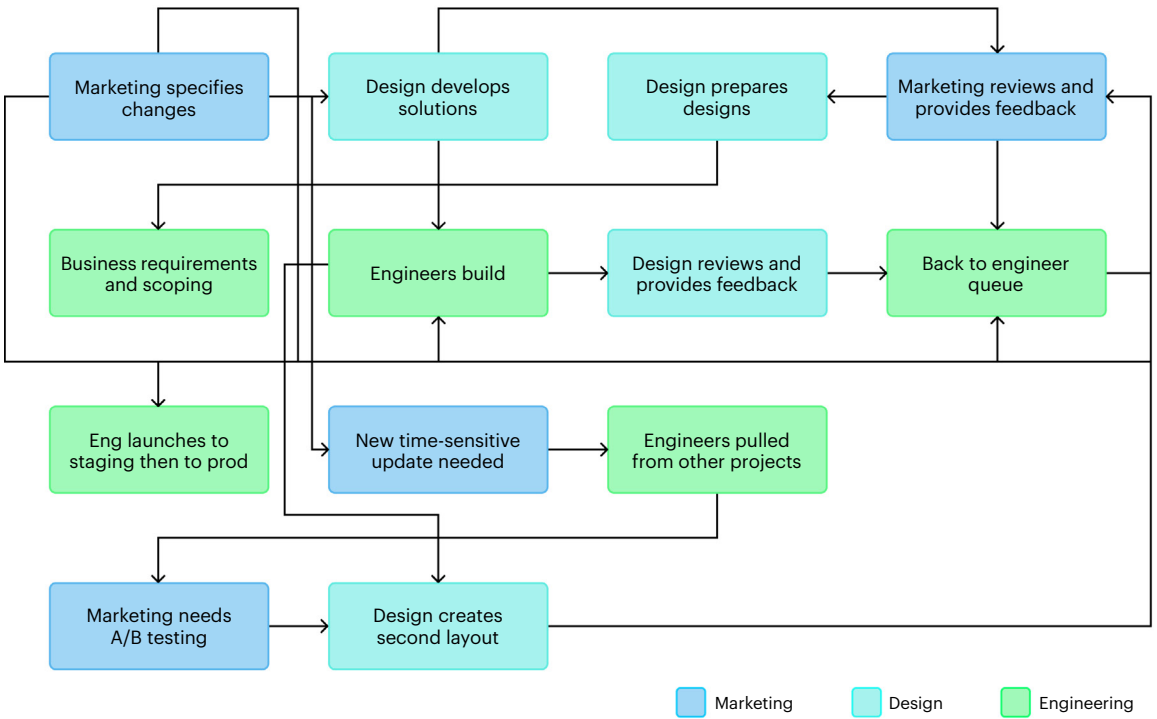 Marketing specifies
changes
Design develops
solutions
Design prepares
designs
Marketing reviews and
provides feedback
Business requirements
and scoping
Engineers build
Design reviews and
provides feedback
Back to engineer
queue
Eng launches to
staging then to prod
New time-sensitive
update needed
Engineers pulled
from other projects
Marketing needs
A/B testing
Design creates
second layout
Marketing
Design
Engineering